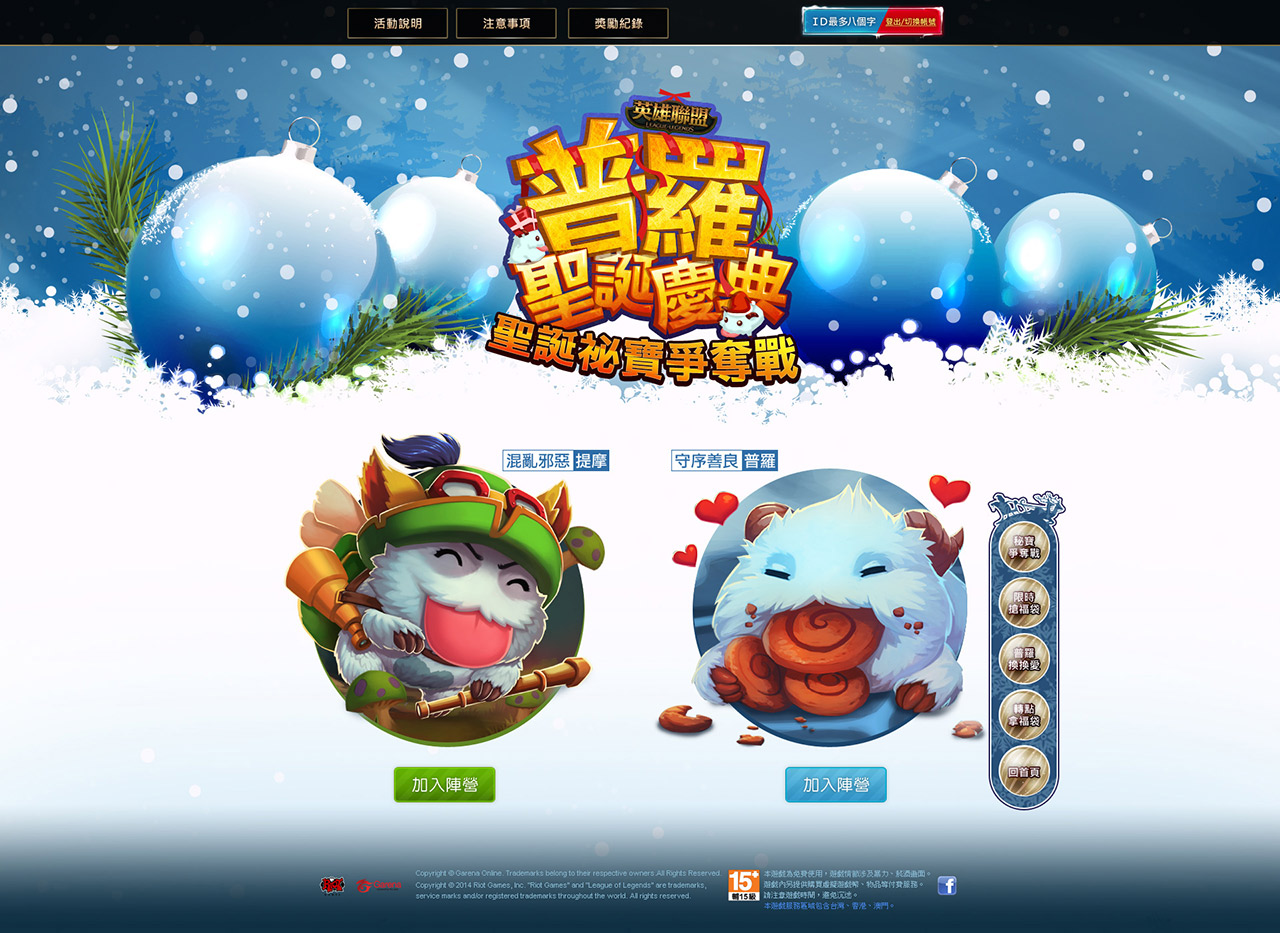 活動說明
注意事項
獎勵紀錄
ID最多八個字
登出/切換帳號
英雄聯盟
LEAGUE OF LEGENDS
普羅
聖誕慶典
聖誕祕寶爭奪戰
混亂邪惡 提摩
守序善良 普羅
秘寶
爭奪戰
限時
搶福袋
普羅
換換愛
轉點
拿福袋
回首頁
加入陣營
加入陣營
Garena
Copyright © Garena Online. Trademarks belong to their respective owners.All Rights Reserved.
Copyright © 2014 Riot Games, Inc. "Riot Games" and "League of Legends" are trademarks,
service marks and/or registered trademarks throughout the world. All rights reserved.
15+
輔15級
本遊戲為免費使用，遊戲情節涉及暴力、菸酒畫面。
遊戲內另提供購買虛擬遊戲幣、物品等付費服務。
請注意遊戲時間，避免沉迷。
本遊戲服務區域包含台灣、香港、澳門。
f